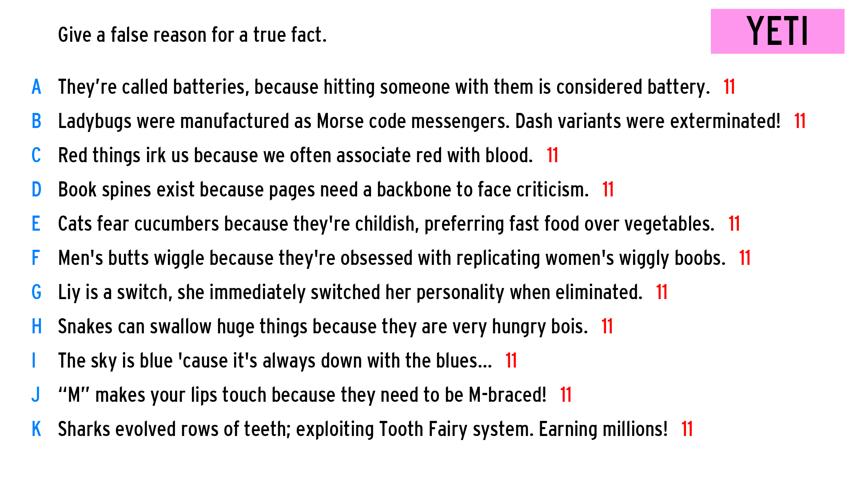 Give a false reason for a true fact.
YETI
A They’re called batteries, because hitting someone with them is considered battery. 11
B Ladybugs were manufactured as Morse code messengers. Dash variants were exterminated! 11
C Red things irk us because we often associate red with blood. 11
D Book spines exist because pages need a backbone to face criticism. 11
E Cats fear cucumbers because they're childish, preferring fast food over vegetables. 11
F Men's butts wiggle because they're obsessed with replicating women's wiggly boobs. 11
G Liy is a switch, she immediately switched her personality when eliminated. 11
H Snakes can swallow huge things because they are very hungry bois. 11
I The sky is blue 'cause it's always down with the blues... 11
J “M” makes your lips touch because they need to be M-braced! 11
K Sharks evolved rows of teeth; exploiting Tooth Fairy system. Earning millions! 11